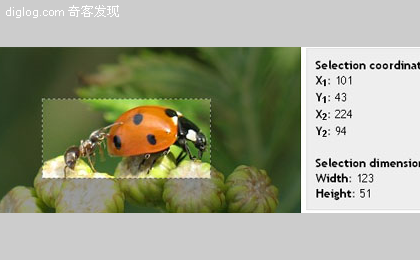 diglog.com 奇客发现
Selection coordinat
X₁: 101
Y₁: 43
X₂: 224
Y₂: 94
Selection dimension
Width: 123
Height: 51